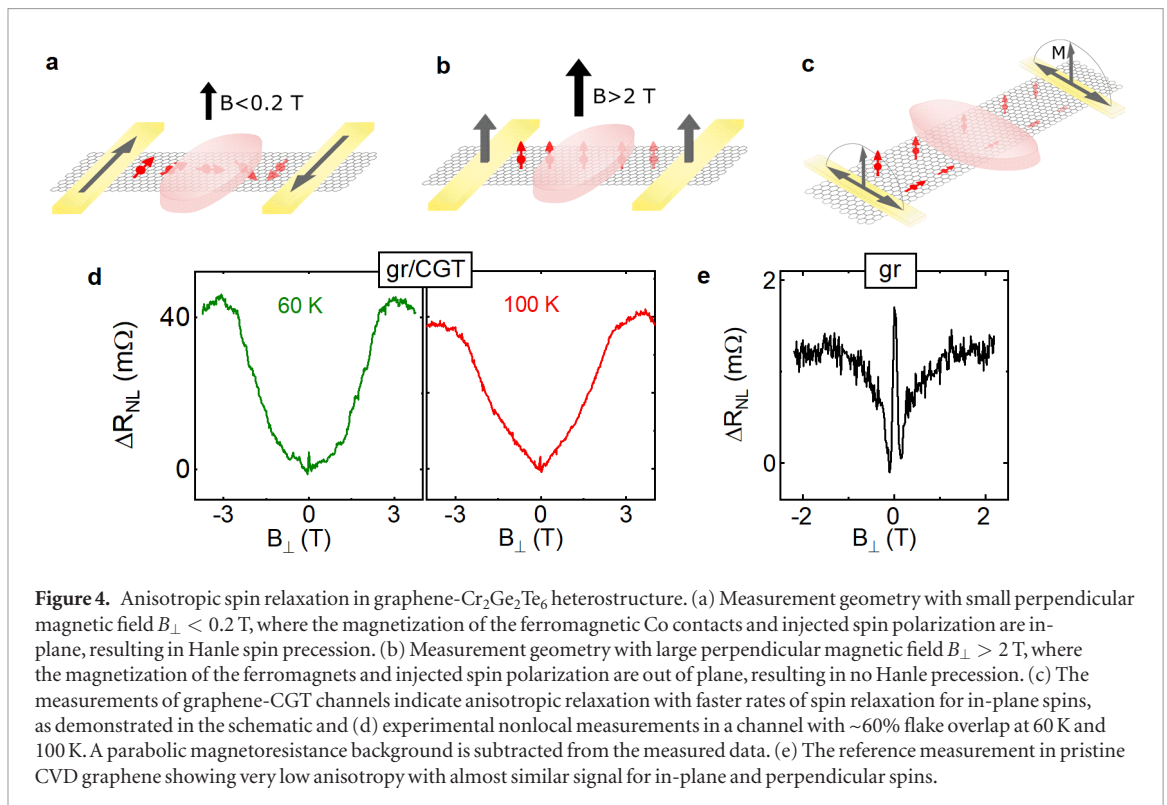 a
b
c
B<0.2 T
B>2 T
M
d
gr/CGT
e
gr
60 K
100 K
ΔR_NL (mΩ)
40
0
-3
0
3
-3
0
3
B⊥ (T)
B⊥ (T)
ΔR_NL (mΩ)
2
0
-2
0
2
B⊥ (T)
Figure 4. Anisotropic spin relaxation in graphene-Cr₂Ge₂Te₆ heterostructure. (a) Measurement geometry with small perpendicular
magnetic field B⊥ < 0.2 T, where the magnetization of the ferromagnetic Co contacts and injected spin polarization are in-
plane, resulting in Hanle spin precession. (b) Measurement geometry with large perpendicular magnetic field B⊥ > 2 T, where
the magnetization of the ferromagnets and injected spin polarization are out of plane, resulting in no Hanle precession. (c) The
measurements of graphene-CGT channels indicate anisotropic relaxation with faster rates of spin relaxation for in-plane spins,
as demonstrated in the schematic and (d) experimental nonlocal measurements in a channel with ~60% flake overlap at 60 K and
100 K. A parabolic magnetoresistance background is subtracted from the measured data. (e) The reference measurement in pristine
CVD graphene showing very low anisotropy with almost similar signal for in-plane and perpendicular spins.